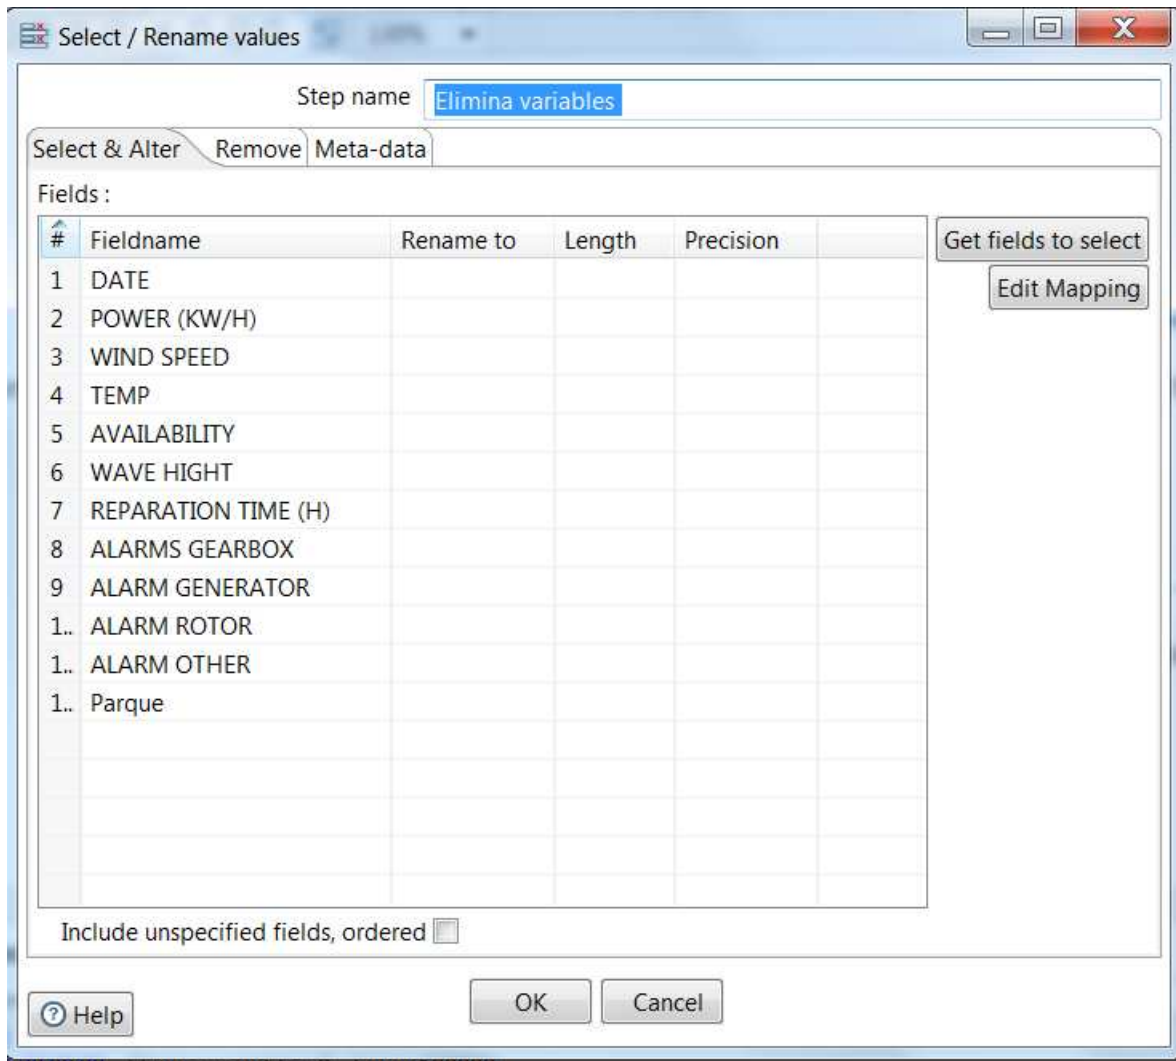 Select / Rename values
Step name Elimina variables
Select & Alter Remove Meta-data
Fields :
# Fieldname Rename to Length Precision Get fields to select
1 DATE Edit Mapping
2 POWER (KW/H)
3 WIND SPEED
4 TEMP
5 AVAILABILITY
6 WAVE HIGHT
7 REPARATION TIME (H)
8 ALARMS GEARBOX
9 ALARM GENERATOR
1.. ALARM ROTOR
1.. ALARM OTHER
1.. Parque
Include unspecified fields, ordered
Help OK Cancel